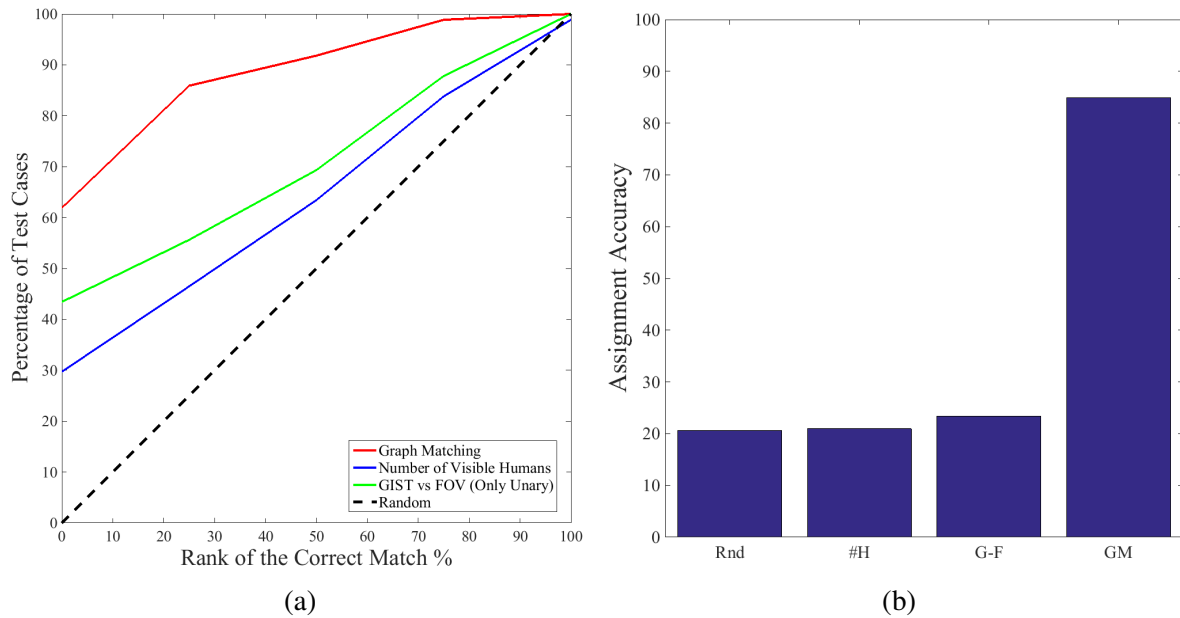 Percentage of Test Cases
100
90
80
70
60
50
40
30
20
10
0
0 10 20 30 40 50 60 70 80 90 100
Rank of the Correct Match %
Graph Matching
Number of Visible Humans
GIST vs FOV (Only Unary)
Random
(a)
Assignment Accuracy
100
90
80
70
60
50
40
30
20
10
0
Rnd #H G-F GM
(b)